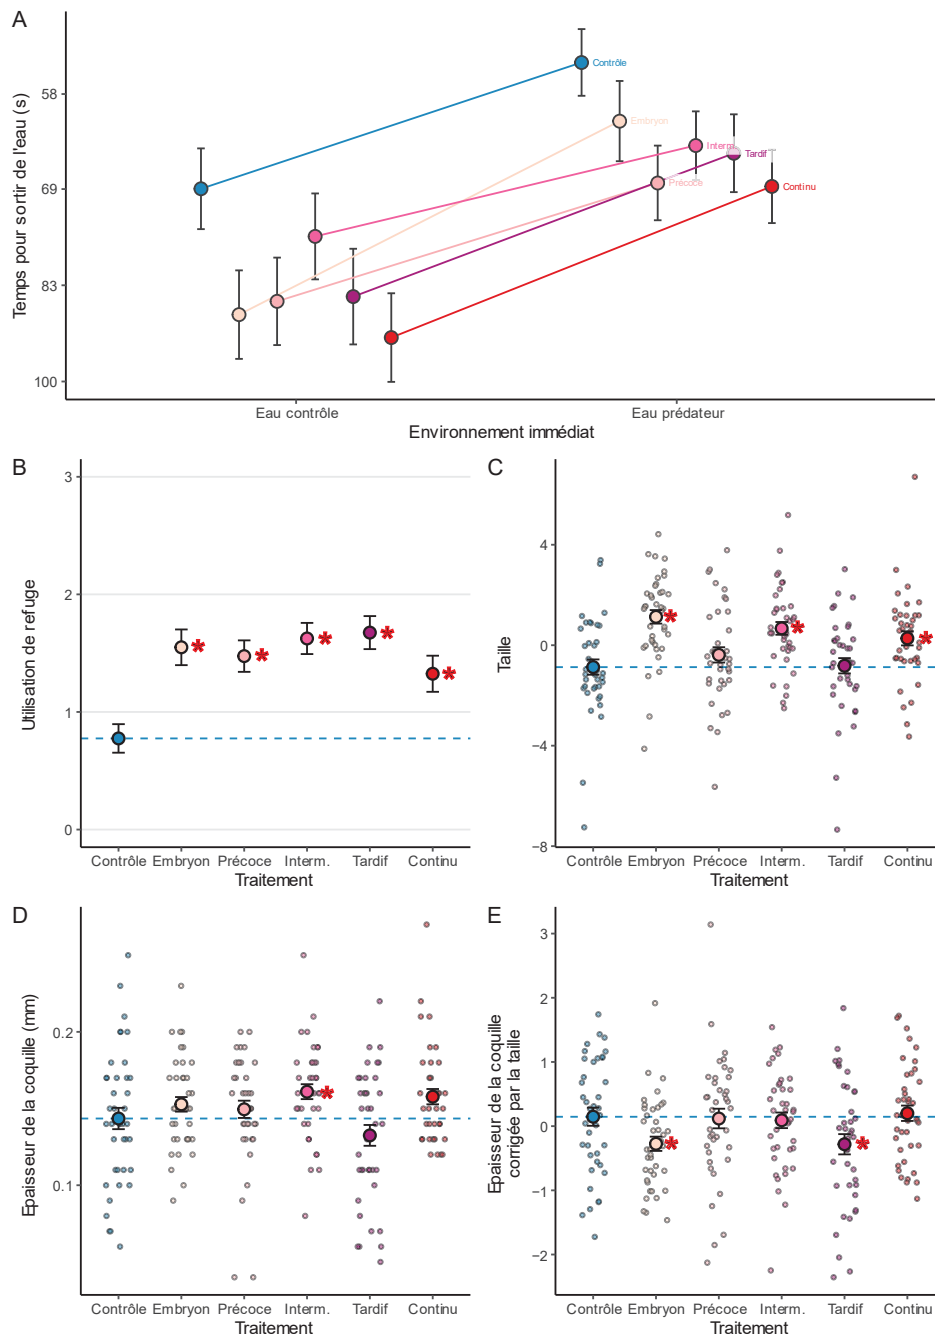 A
Temps pour sortir de l'eau (s)
58
69
83
100
Contrôle
Embryon
Interm.
Tardif
Précoce
Continu
Eau contrôle
Eau prédateur
Environnement immédiat
B
Utilisation de refuge
3
2
1
0
Contrôle Embryon Précoce Interm. Tardif Continu
Traitement
C
Taille
4
0
−4
−8
Contrôle Embryon Précoce Interm. Tardif Continu
Traitement
D
Epaisseur de la coquille (mm)
0.2
0.1
Contrôle Embryon Précoce Interm. Tardif Continu
Traitement
E
Epaisseur de la coquille
corrigée par la taille
3
2
1
0
−1
−2
Contrôle Embryon Précoce Interm. Tardif Continu
Traitement